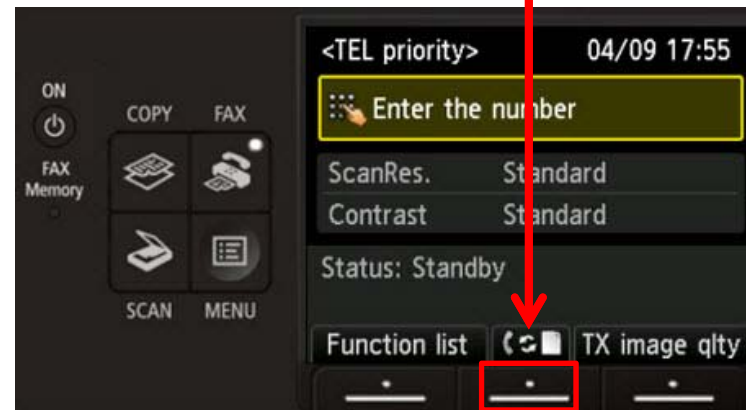 <TEL priority> 04/09 17:55
ON
COPY FAX
Enter the number
FAX
Memory
ScanRes. Standard
Contrast Standard
Status: Standby
SCAN MENU
Function list TX image qlty